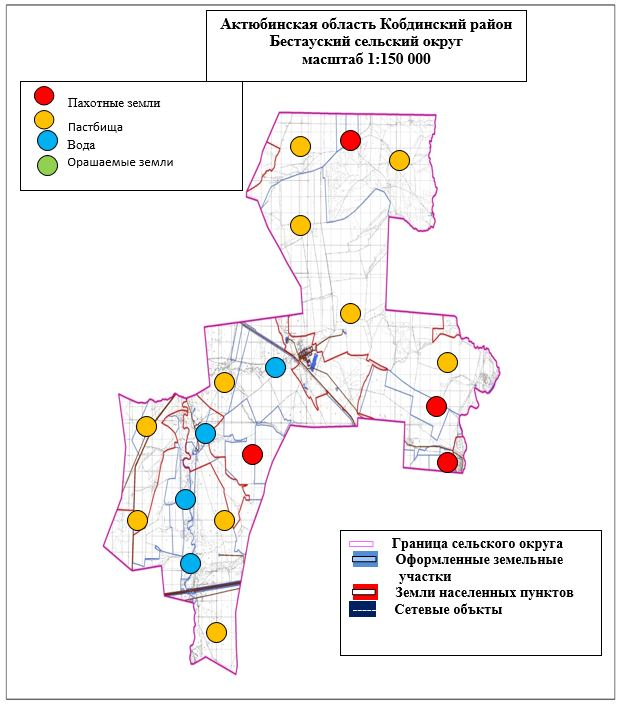 Актюбинская область Кобдинский район
Бестауский сельский округ
масштаб 1:150 000
Пахотные земли
Пастбища
Вода
Орашаемые земли
Граница сельского округа
Оформленные земельные
участки
Земли населенных пунктов
Сетевые объкты